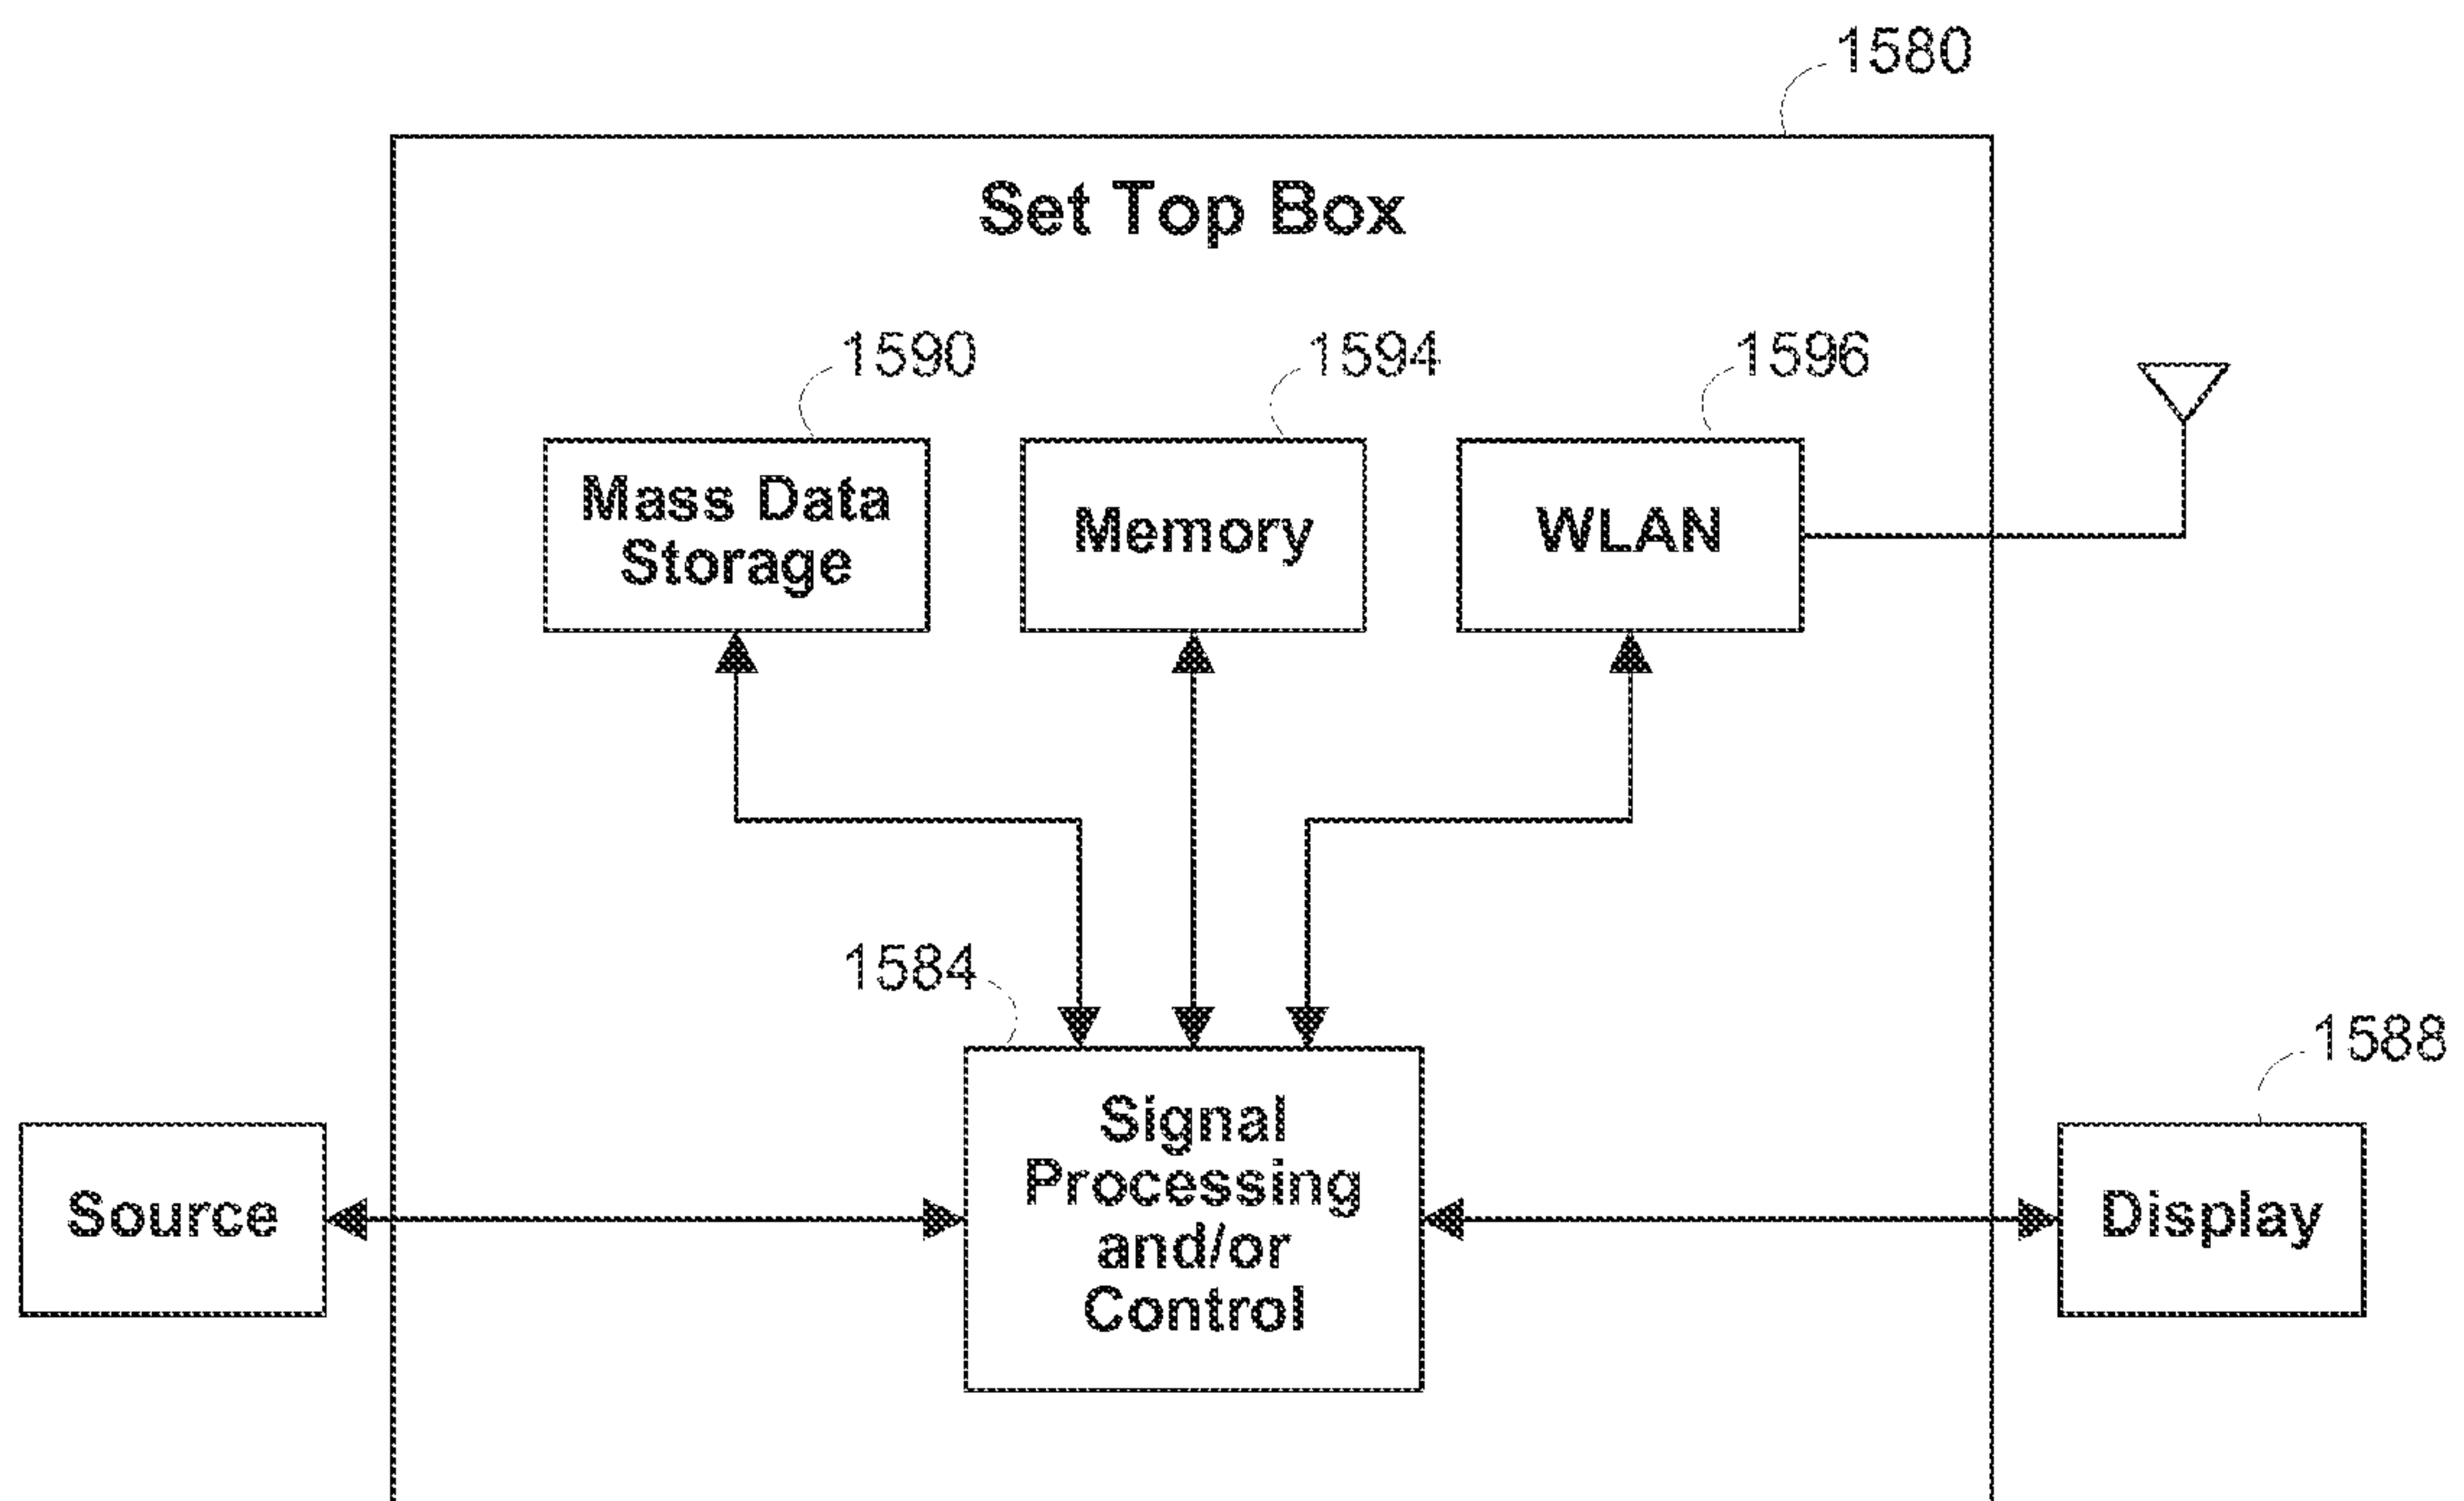 1580
Set Top Box
1590
1594
1596
Mass Data
Storage
Memory
WLAN
1584
1588
Signal
Processing
and/or
Control
Source
Display